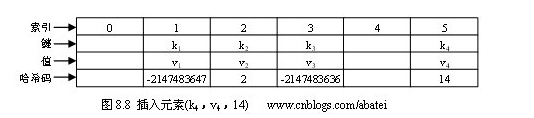 索引 0 1 2 3 4 5
键 k₁ k₂ k₃ k₄
值 v₁ v₂ v₃ v₄
哈希码 -2147483647 2 -2147483636 14
图 8.8 插入元素(k₄，v₄，14) www.cnblogs.com/abatei